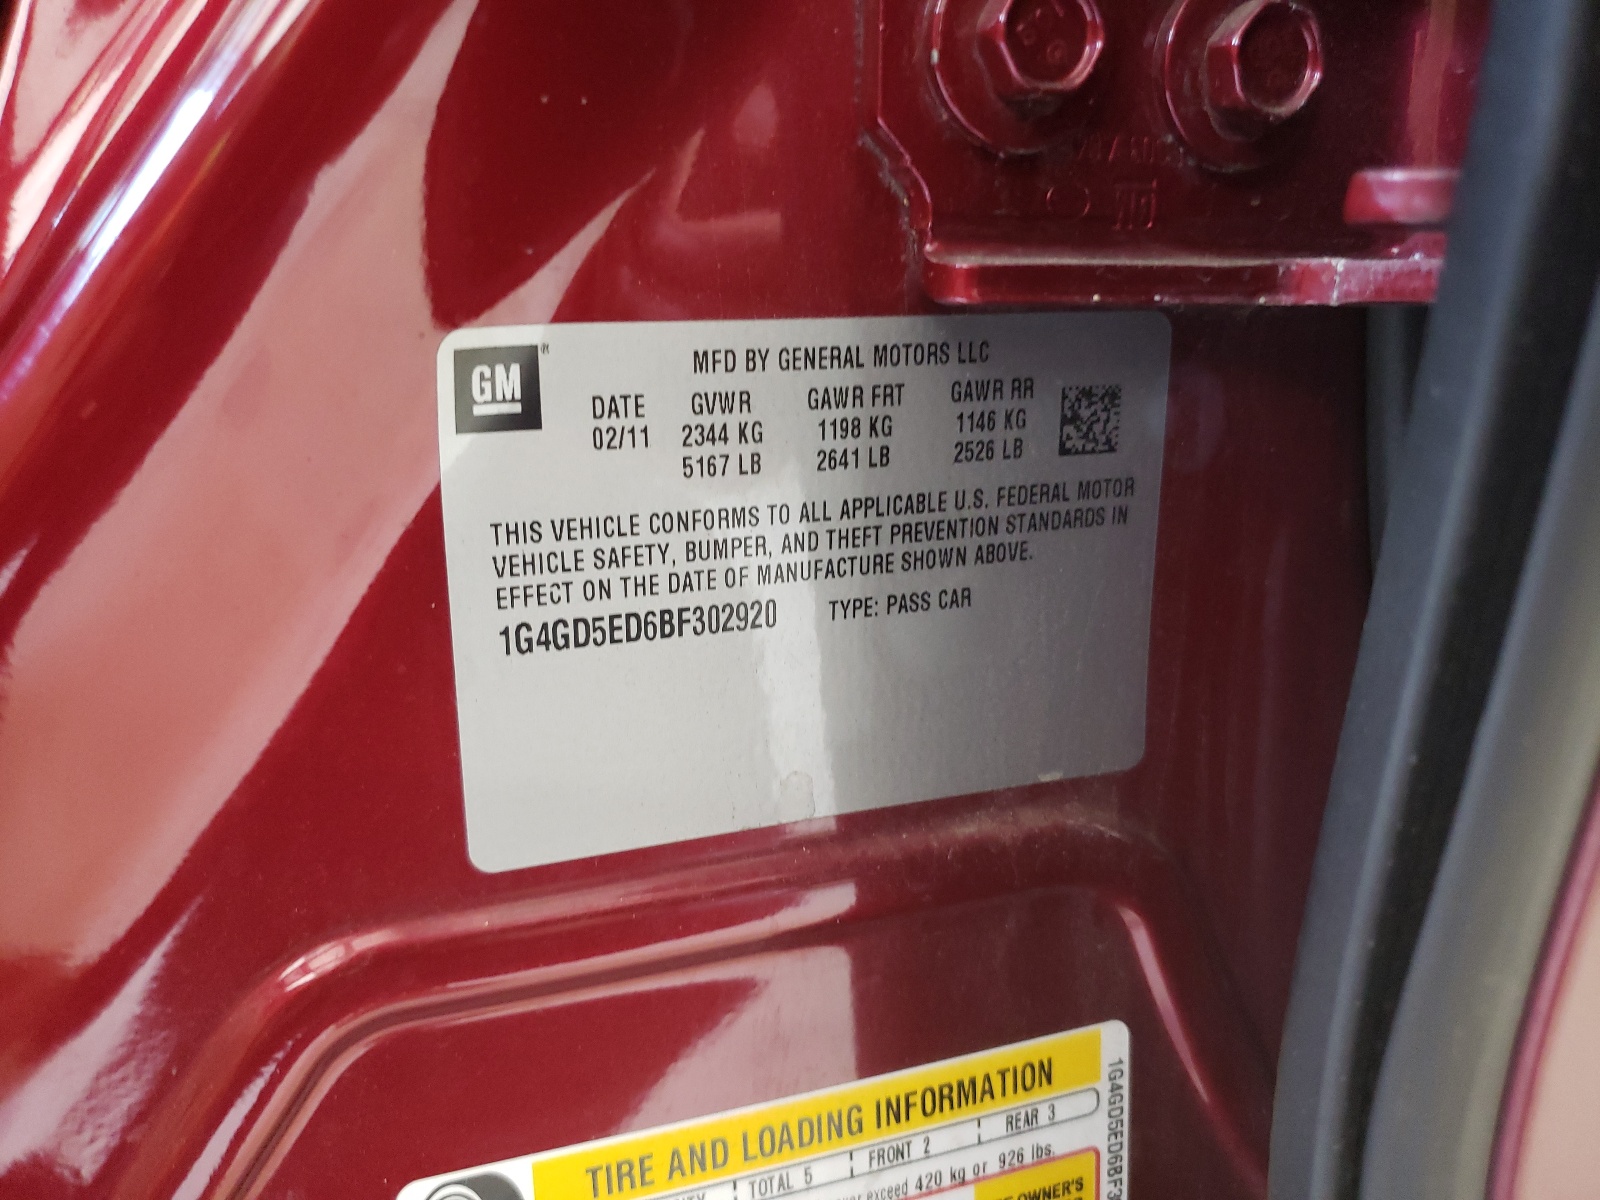 GM
MFD BY GENERAL MOTORS LLC
DATE GVWR GAWR FRT GAWR RR
02/11 2344 KG 1198 KG 1146 KG
5167 LB 2641 LB 2526 LB
THIS VEHICLE CONFORMS TO ALL APPLICABLE U.S. FEDERAL MOTOR
VEHICLE SAFETY, BUMPER, AND THEFT PREVENTION STANDARDS IN
EFFECT ON THE DATE OF MANUFACTURE SHOWN ABOVE.
1G4GD5ED6BF302920 TYPE: PASS CAR
TIRE AND LOADING INFORMATION
TOTAL 5 FRONT 2 REAR 3
exceed 420 kg or 926 lbs.
OWNER'S
1G4GD5ED6BF3